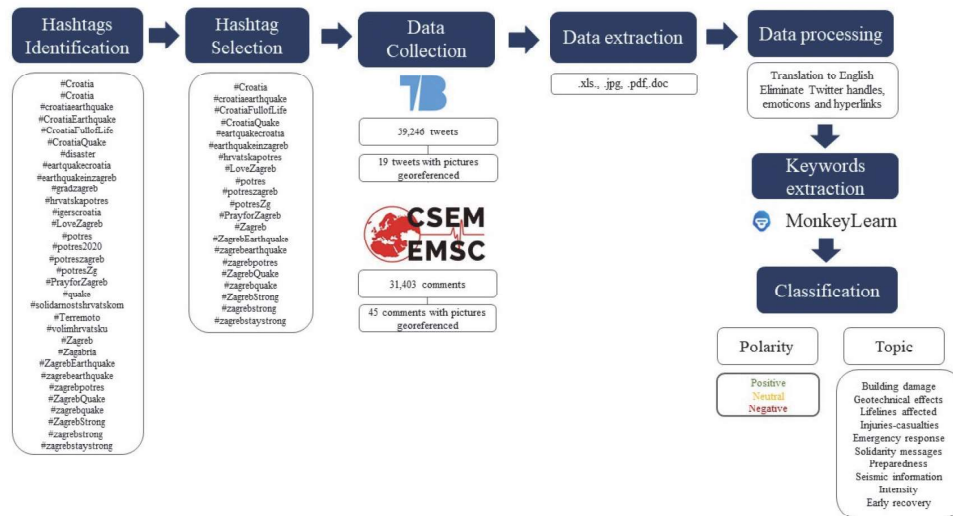 Hashtags
Identification
#Croatia
#Croatia
#croatiaearthquake
#CroatiaEarthquake
#CroatiaFullofLife
#CroatiaQuake
#disaster
#eartquakecroatia
#earthquakeinzagreb
#gradzagreb
#hrvatskapotres
#igerscroatia
#LoveZagreb
#potres
#potres2020
#potreszagreb
#potresZg
#PrayforZagreb
#quake
#solidarnostshrvatskom
#Terremoto
#volimhrvatsku
#Zagreb
#Zagabria
#ZagrebEarthquake
#zagrebearthquake
#zagrebpotres
#ZagrebQuake
#zagrebquake
#ZagrebStrong
#zagrebstrong
#zagrebstaystrong
Hashtag
Selection
#Croatia
#croatiaearthquake
#CroatiaFullofLife
#CroatiaQuake
#eartquakecroatia
#earthquakeinzagreb
#hrvatskapotres
#LoveZagreb
#potres
#potreszagreb
#potresZg
#PrayforZagreb
#Zagreb
#ZagrebEarthquake
#zagrebearthquake
#zagrebpotres
#ZagrebQuake
#zagrebquake
#ZagrebStrong
#zagrebstrong
#zagrebstaystrong
Data
Collection
TB
39,246 tweets
19 tweets with pictures
georeferenced
CSEM
EMSC
31,403 comments
45 comments with pictures
georeferenced
Data extraction
.xls., .jpg, .pdf,.doc
Data processing
Translation to English
Eliminate Twitter handles,
emoticons and hyperlinks
Keywords
extraction
MonkeyLearn
Classification
Polarity
Positive
Neutral
Negative
Topic
Building damage
Geotechnical effects
Lifelines affected
Injuries-casualties
Emergency response
Solidarity messages
Preparedness
Seismic information
Intensity
Early recovery